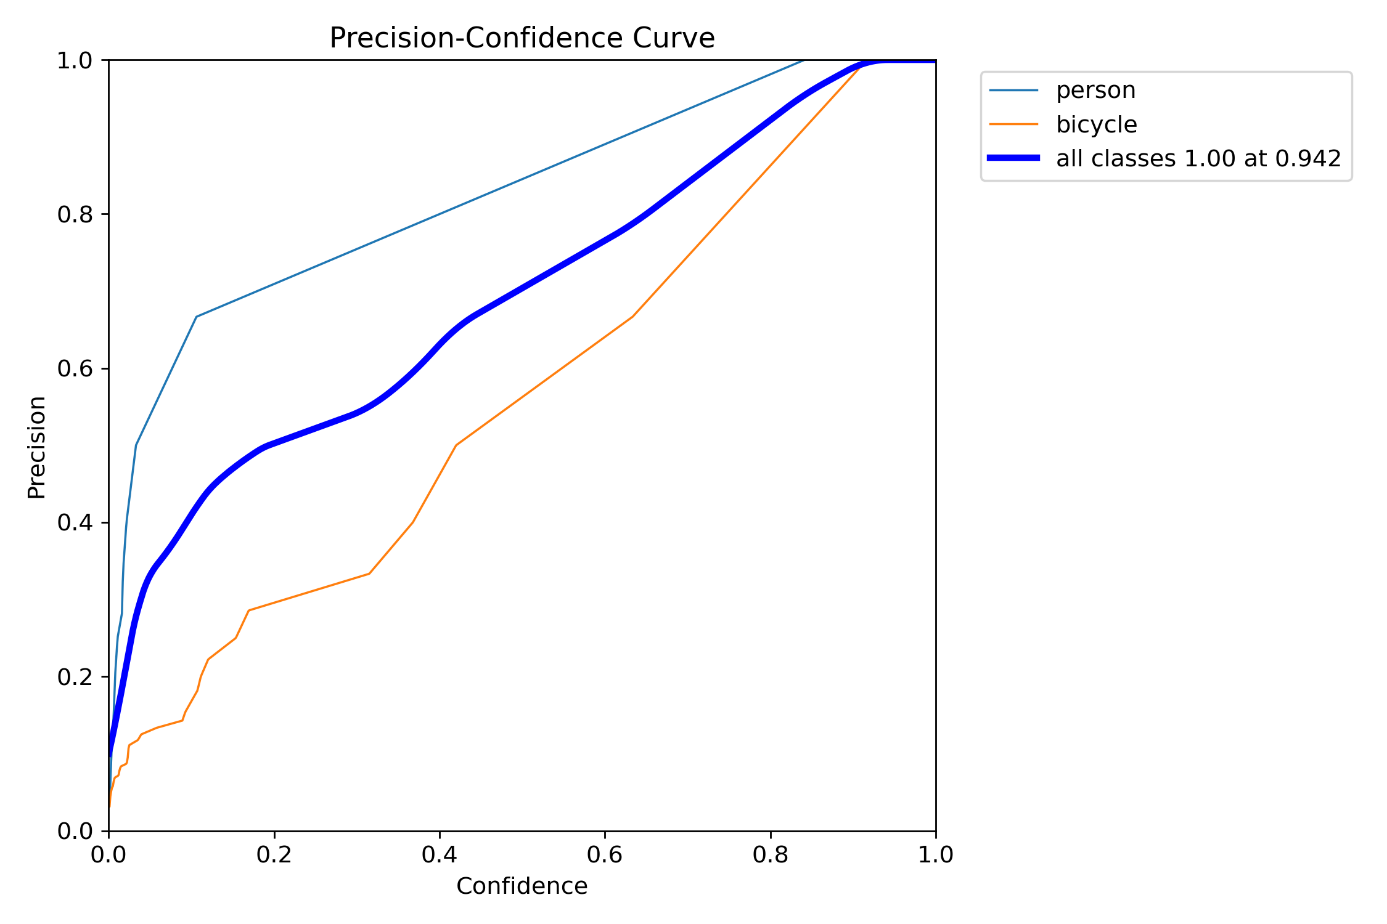 Precision-Confidence Curve
1.0
0.8
0.6
0.4
0.2
0.0
Precision
0.0 0.2 0.4 0.6 0.8 1.0
Confidence
person
bicycle
all classes 1.00 at 0.942